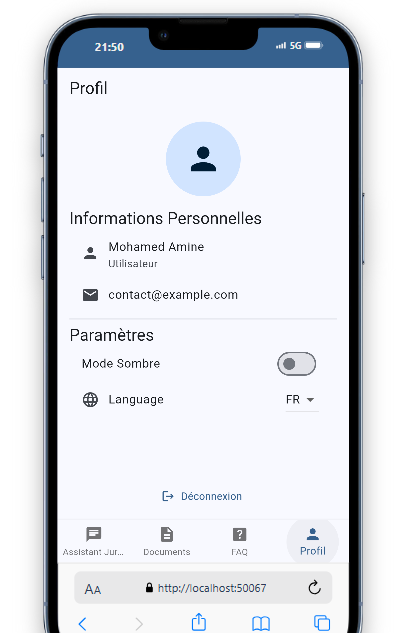 21:50
5G
Profil
Informations Personnelles
Mohamed Amine
Utilisateur
contact@example.com
Paramètres
Mode Sombre
Language FR
Déconnexion
Assistant Jur... Documents FAQ Profil
AA http://localhost:50067